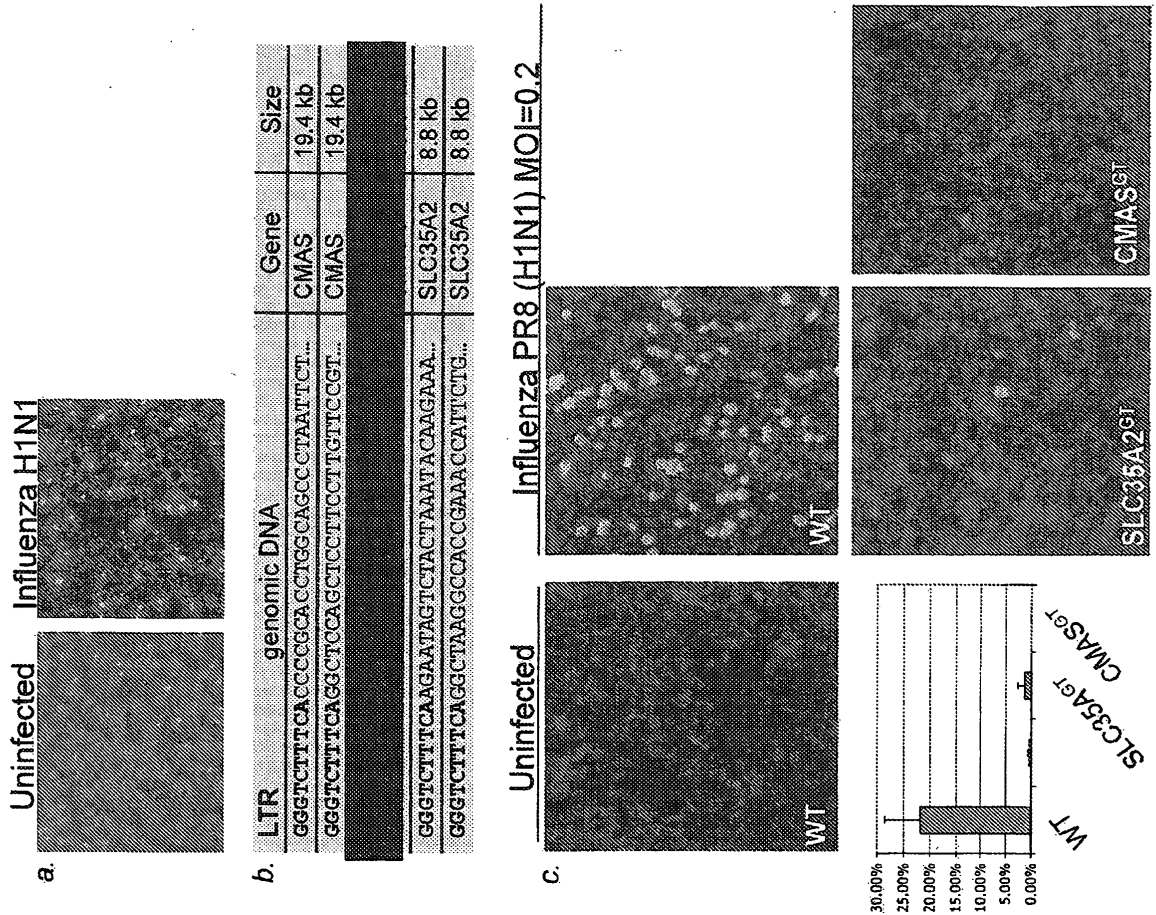 a.
Uninfected
Influenza H1N1
b.
LTR genomic DNA Gene Size
GGGTCTTTCACCCCGCACCTGGCAGCCCTAATTCT... CMAS 19.4 kb
GGGTCTTTCAGGCTCCAGCTCCTTCCTTGTTCCGT... CMAS 19.4 kb
GGGTCTTTCAAGAATAGTCTACTAAATACAAGAAA... SLC35A2 8.8 kb
GGGTCTTTCAGGCTAAGGCCACCGAAACCATTCTG... SLC35A2 8.8 kb
c.
Uninfected
Influenza PR8 (H1N1) MOI=0,2
WT
WT
30.00%
25.00%
20.00%
15.00%
10.00%
5.00%
0.00%
WT
SLC35AGT
CMASGT
SLC35A2GT
CMASGT